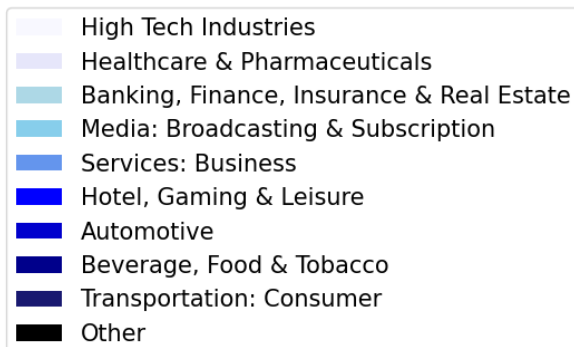 High Tech Industries
Healthcare & Pharmaceuticals
Banking, Finance, Insurance & Real Estate
Media: Broadcasting & Subscription
Services: Business
Hotel, Gaming & Leisure
Automotive
Beverage, Food & Tobacco
Transportation: Consumer
Other